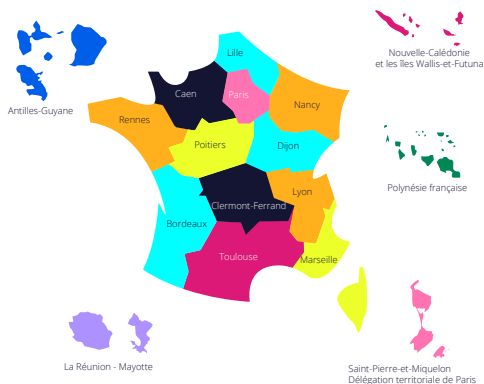 Lille
Nouvelle-Calédonie
et les îles Wallis-et-Futuna
Caen
Paris
Nancy
Antilles-Guyane
Rennes
Poitiers
Dijon
Polynésie française
Lyon
Clermont-Ferrand
Bordeaux
Toulouse
Marseille
La Réunion - Mayotte
Saint-Pierre-et-Miquelon
Délégation territoriale de Paris